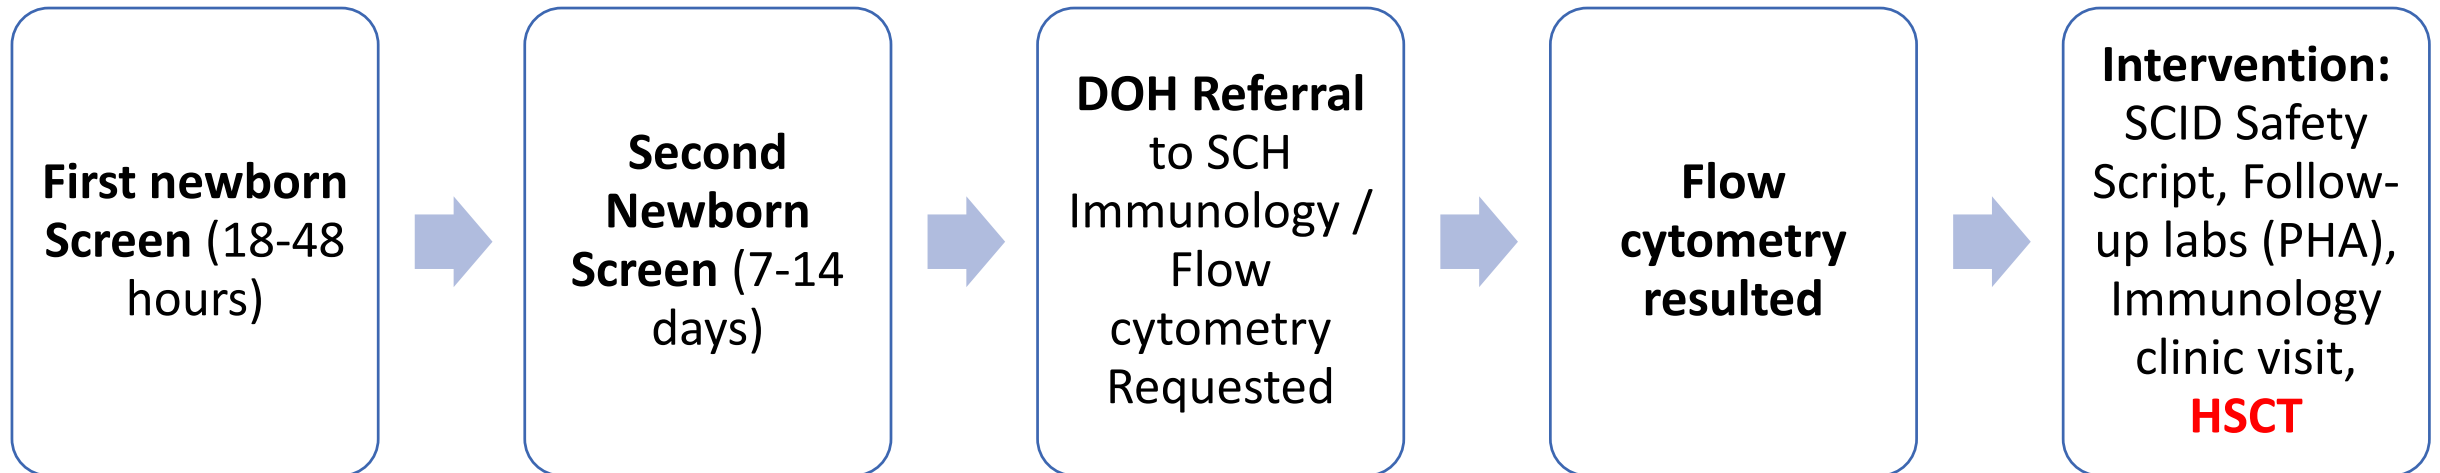 First newborn
Screen (18-48
hours)
Second
Newborn
Screen (7-14
days)
DOH Referral
to SCH
Immunology /
Flow
cytometry
Requested
Flow
cytometry
resulted
Intervention:
SCID Safety
Script, Follow-
up labs (PHA),
Immunology
clinic visit,
HSCT